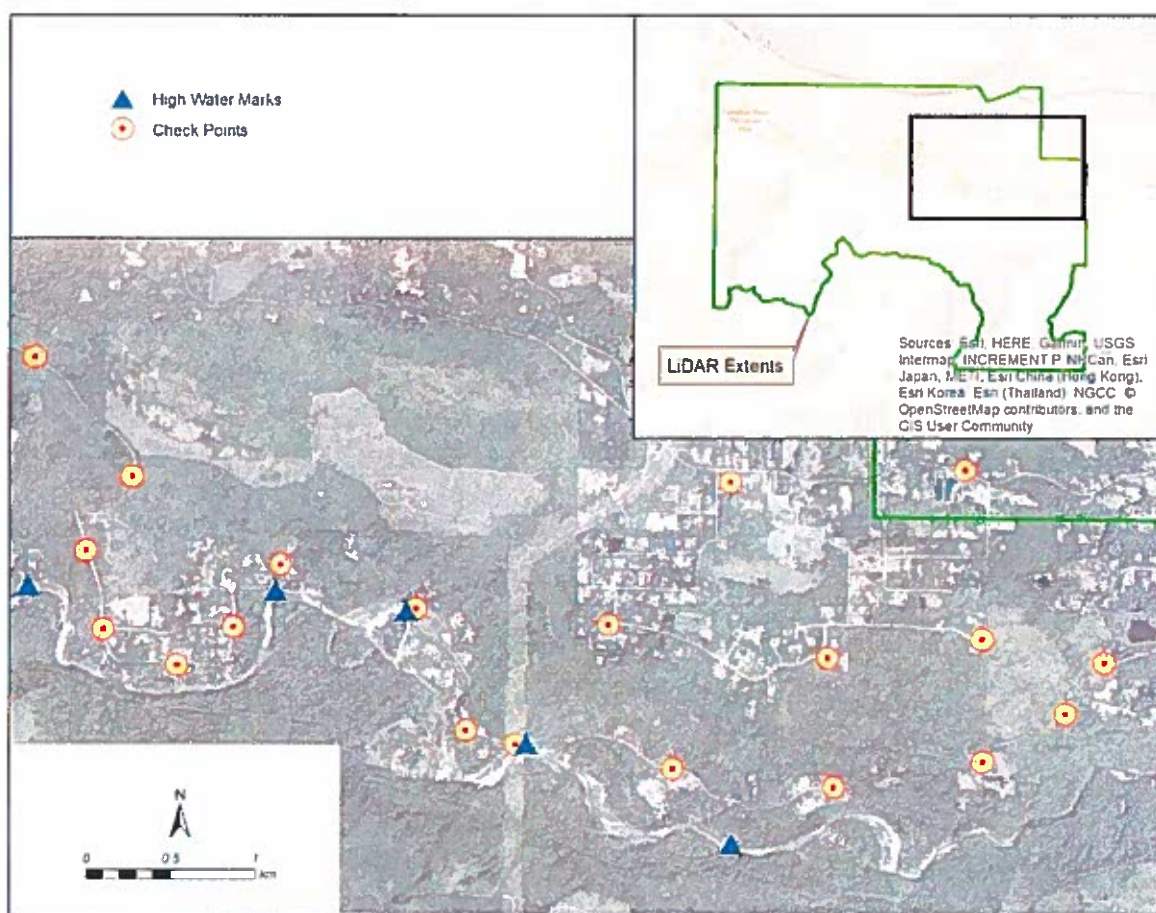 High Water Marks
Check Points
LiDAR Extents
Sources: Esri, HERE, Garmin, USGS
Intermap, INCREMENT P, NRCan, Esri
Japan, METI, Esri China (Hong Kong),
Esri Korea, Esri (Thailand), NGCC, ©
OpenStreetMap contributors, and the
GIS User Community
N
0 0.5 1
km